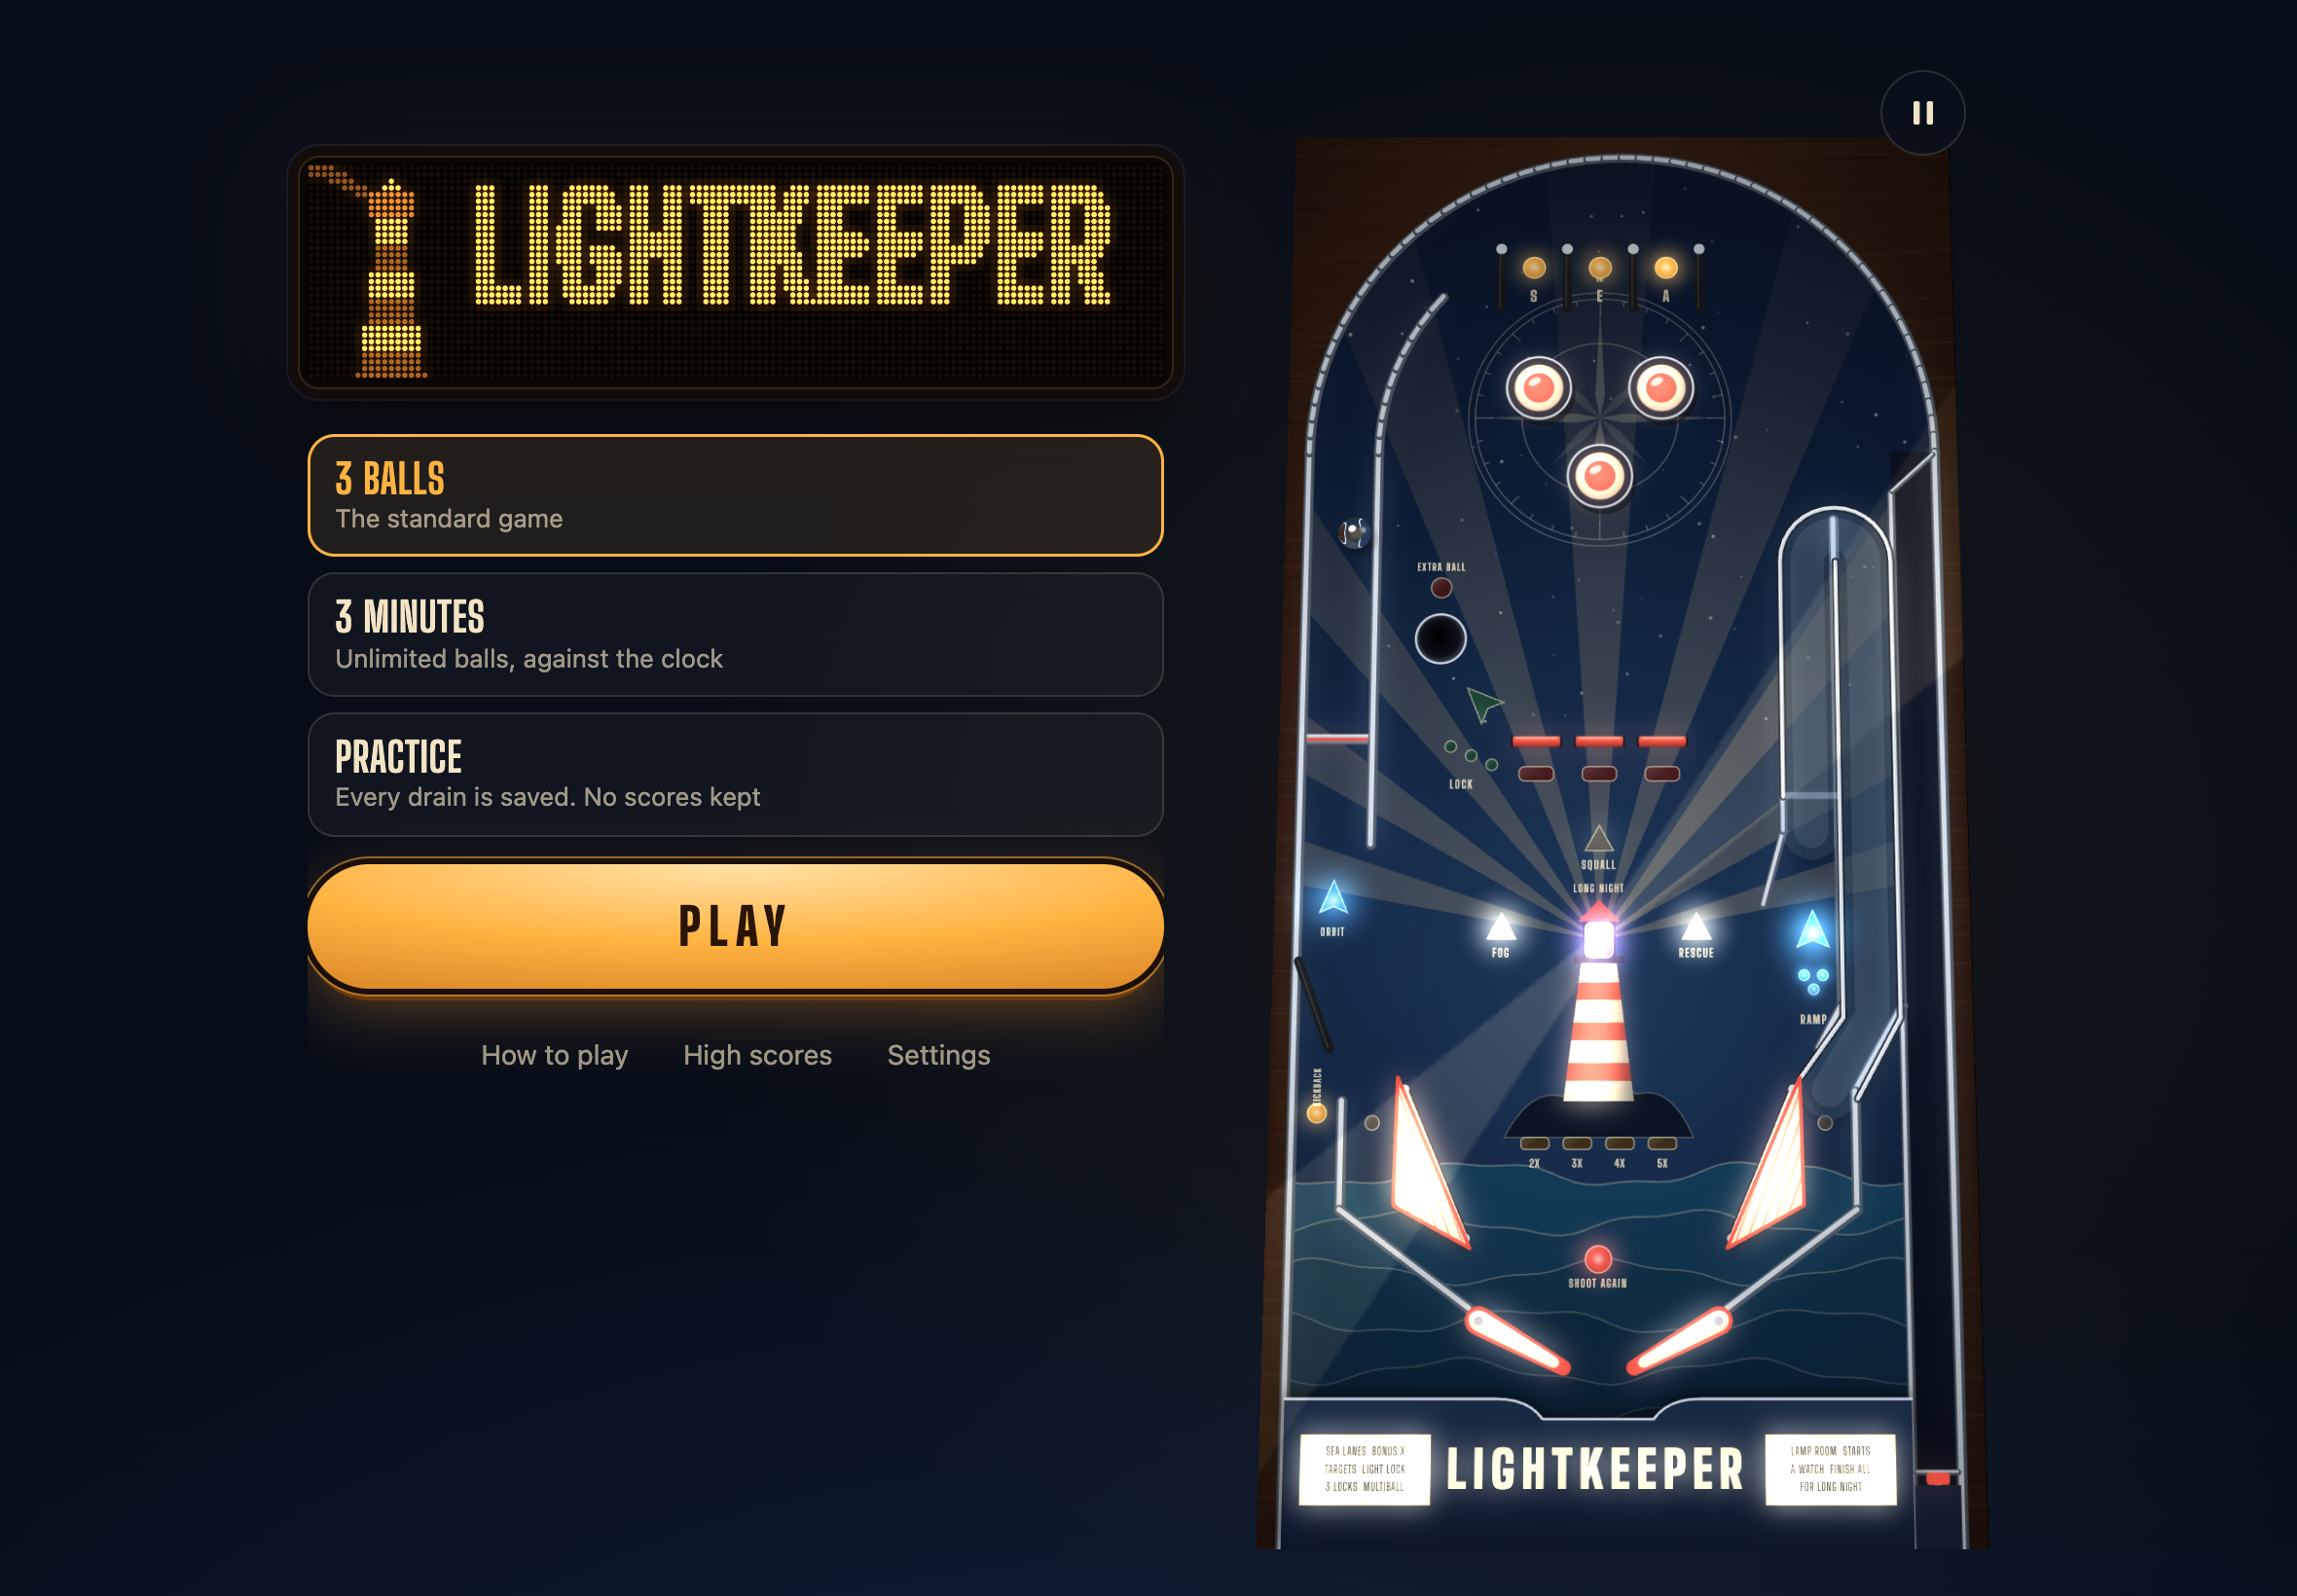 LIGHTKEEPER
3 BALLS
The standard game
3 MINUTES
Unlimited balls, against the clock
PRACTICE
Every drain is saved. No scores kept
PLAY
How to play
High scores
Settings
S E A
EXTRA BALL
LOCK
SQUALL
LONG NIGHT
ORBIT
FOG
RESCUE
RAMP
KICKBACK
2X 3X 4X 5X
SHOOT AGAIN
SEA LANES BONUS X
TARGETS LIGHT LOCK
3 LOCKS MULTIBALL
LIGHTKEEPER
LAMP ROOM STARTS
A WATCH FINISH ALL
FOR LONG NIGHT